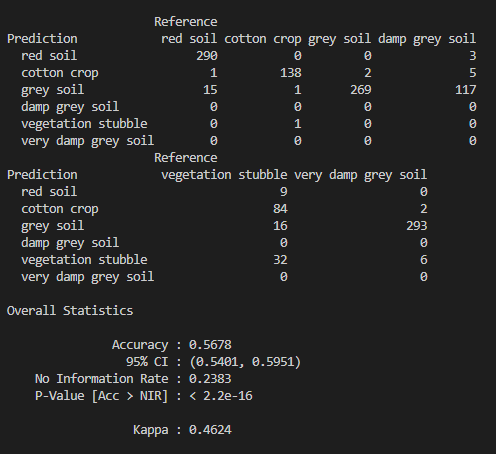 Reference
Prediction red soil cotton crop grey soil damp grey soil
red soil 290 0 0 3
cotton crop 1 138 2 5
grey soil 15 1 269 117
damp grey soil 0 0 0 0
vegetation stubble 0 1 0 0
very damp grey soil 0 0 0 0
Reference
Prediction vegetation stubble very damp grey soil
red soil 9 0
cotton crop 84 2
grey soil 16 293
damp grey soil 0 0
vegetation stubble 32 6
very damp grey soil 0 0
Overall Statistics
Accuracy : 0.5678
95% CI : (0.5401, 0.5951)
No Information Rate : 0.2383
P-Value [Acc > NIR] : < 2.2e-16
Kappa : 0.4624